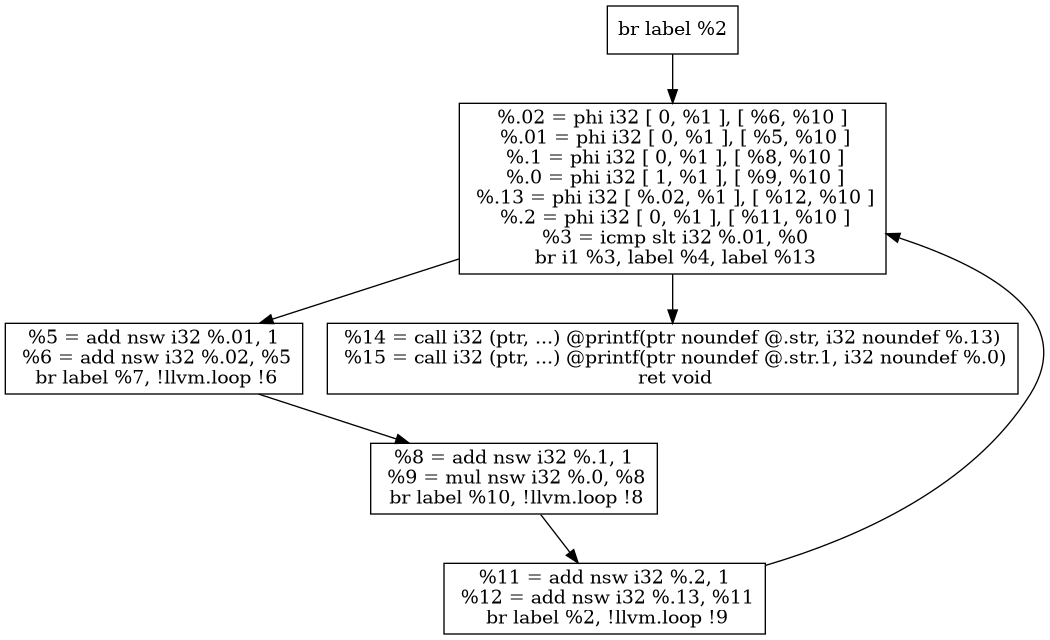 br label %2
%.02 = phi i32 [ 0, %1 ], [ %6, %10 ]
%.01 = phi i32 [ 0, %1 ], [ %5, %10 ]
%.1 = phi i32 [ 0, %1 ], [ %8, %10 ]
%.0 = phi i32 [ 1, %1 ], [ %9, %10 ]
%.13 = phi i32 [ %.02, %1 ], [ %12, %10 ]
%.2 = phi i32 [ 0, %1 ], [ %11, %10 ]
%3 = icmp slt i32 %.01, %0
br i1 %3, label %4, label %13
%5 = add nsw i32 %.01, 1
%6 = add nsw i32 %.02, %5
br label %7, !llvm.loop !6
%14 = call i32 (ptr, ...) @printf(ptr noundef @.str, i32 noundef %.13)
%15 = call i32 (ptr, ...) @printf(ptr noundef @.str.1, i32 noundef %.0)
ret void
%8 = add nsw i32 %.1, 1
%9 = mul nsw i32 %.0, %8
br label %10, !llvm.loop !8
%11 = add nsw i32 %.2, 1
%12 = add nsw i32 %.13, %11
br label %2, !llvm.loop !9